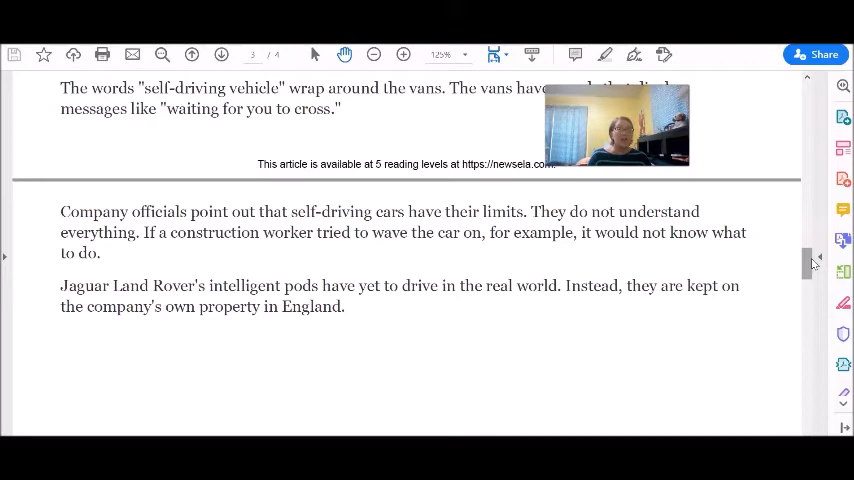 3 / 4
125%
Share
The words "self-driving vehicle" wrap around the vans. The vans have
messages like "waiting for you to cross."
This article is available at 5 reading levels at https://newsela.com.
Company officials point out that self-driving cars have their limits. They do not understand
everything. If a construction worker tried to wave the car on, for example, it would not know what
to do.
Jaguar Land Rover's intelligent pods have yet to drive in the real world. Instead, they are kept on
the company's own property in England.